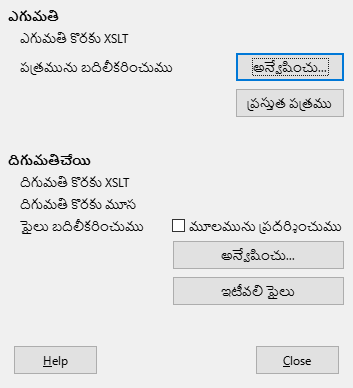 ఎగుమతి
ఎగుమతి కొరకు XSLT
పత్రమును బదిలీకరించుము
అన్వేషించు...
ప్రస్తుత పత్రము
దిగుమతిచేయి
దిగుమతి కొరకు XSLT
దిగుమతి కొరకు మూస
ఫైలు బదిలీకరించుము
మూలమును ప్రదర్శించుము
అన్వేషించు...
ఇటీవలి ఫైలు
Help
Close